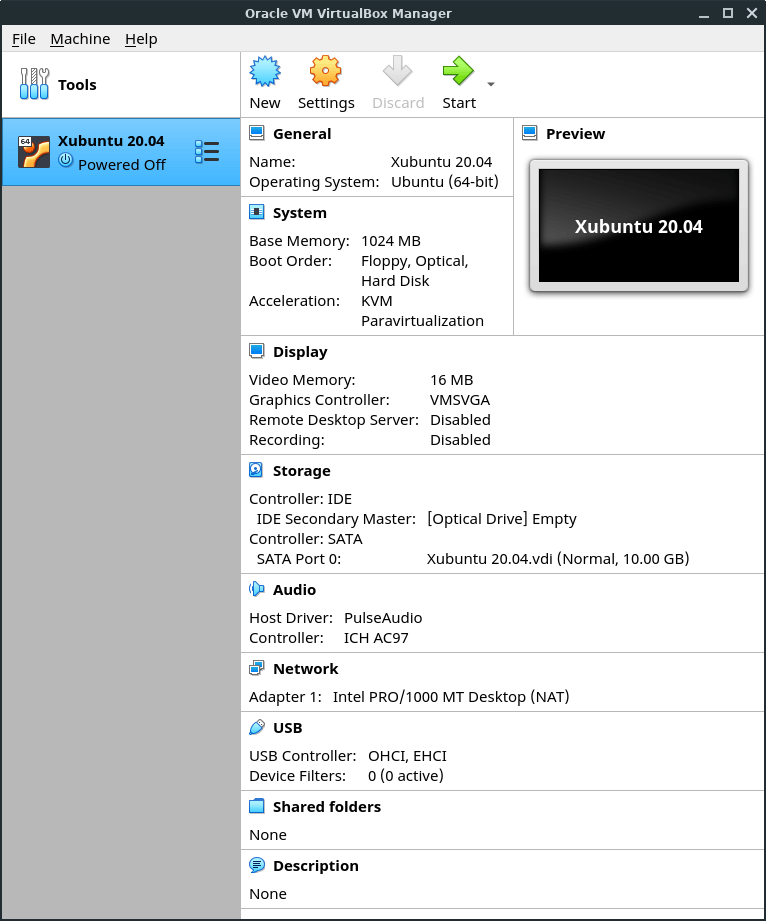 Oracle VM VirtualBox Manager
File Machine Help
Tools
New Settings Discard Start
64
Xubuntu 20.04
Powered Off
General
Name: Xubuntu 20.04
Operating System: Ubuntu (64-bit)
Preview
Xubuntu 20.04
System
Base Memory: 1024 MB
Boot Order: Floppy, Optical,
Hard Disk
Acceleration: KVM
Paravirtualization
Display
Video Memory: 16 MB
Graphics Controller: VMSVGA
Remote Desktop Server: Disabled
Recording: Disabled
Storage
Controller: IDE
IDE Secondary Master: [Optical Drive] Empty
Controller: SATA
SATA Port 0: Xubuntu 20.04.vdi (Normal, 10.00 GB)
Audio
Host Driver: PulseAudio
Controller: ICH AC97
Network
Adapter 1: Intel PRO/1000 MT Desktop (NAT)
USB
USB Controller: OHCI, EHCI
Device Filters: 0 (0 active)
Shared folders
None
Description
None